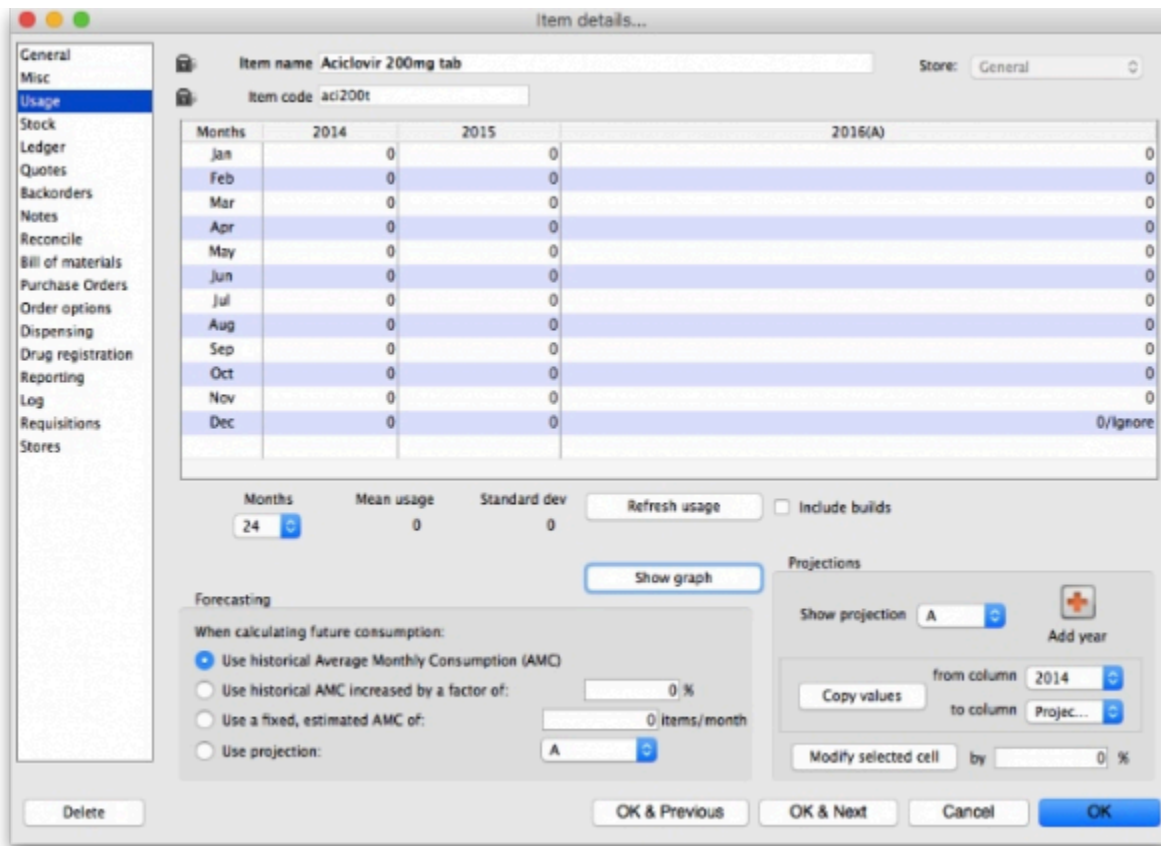 Item details...
General
Misc
Usage
Stock
Ledger
Quotes
Backorders
Notes
Reconcile
Bill of materials
Purchase Orders
Order options
Dispensing
Drug registration
Reporting
Log
Requisitions
Stores
Item name Aciclovir 200mg tab Store: General
Item code aci200t
Months 2014 2015 2016(A)
Jan 0 0 0
Feb 0 0 0
Mar 0 0 0
Apr 0 0 0
May 0 0 0
Jun 0 0 0
Jul 0 0 0
Aug 0 0 0
Sep 0 0 0
Oct 0 0 0
Nov 0 0 0
Dec 0 0 0/Ignore
Months Mean usage Standard dev Refresh usage Include builds
24 0 0
Show graph
Forecasting
When calculating future consumption:
Use historical Average Monthly Consumption (AMC)
Use historical AMC increased by a factor of: 0 %
Use a fixed, estimated AMC of: 0 items/month
Use projection: A
Projections
Show projection A
Add year
Copy values from column 2014
to column Projec...
Modify selected cell by 0 %
Delete OK & Previous OK & Next Cancel OK